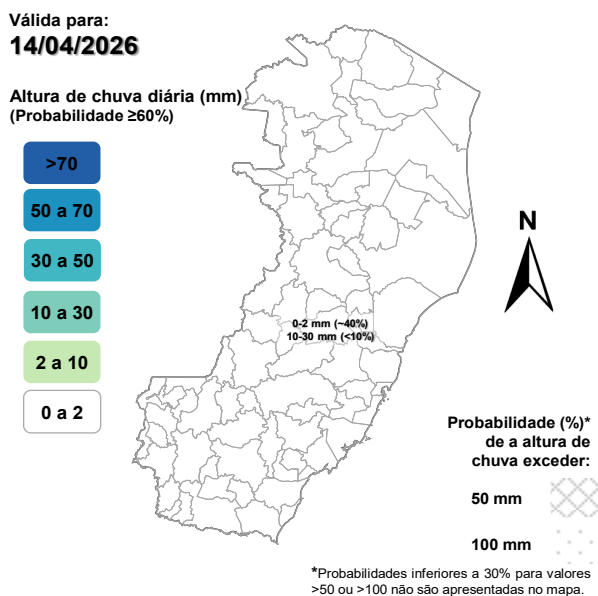 Válida para:
14/04/2026
Altura de chuva diária (mm)
(Probabilidade ≥60%)
>70
50 a 70
30 a 50
10 a 30
2 a 10
0 a 2
N
0-2 mm (~40%)
10-30 mm (<10%)
Probabilidade (%)*
de a altura de
chuva exceder:
50 mm
100 mm
*Probabilidades inferiores a 30% para valores
>50 ou >100 não são apresentadas no mapa.